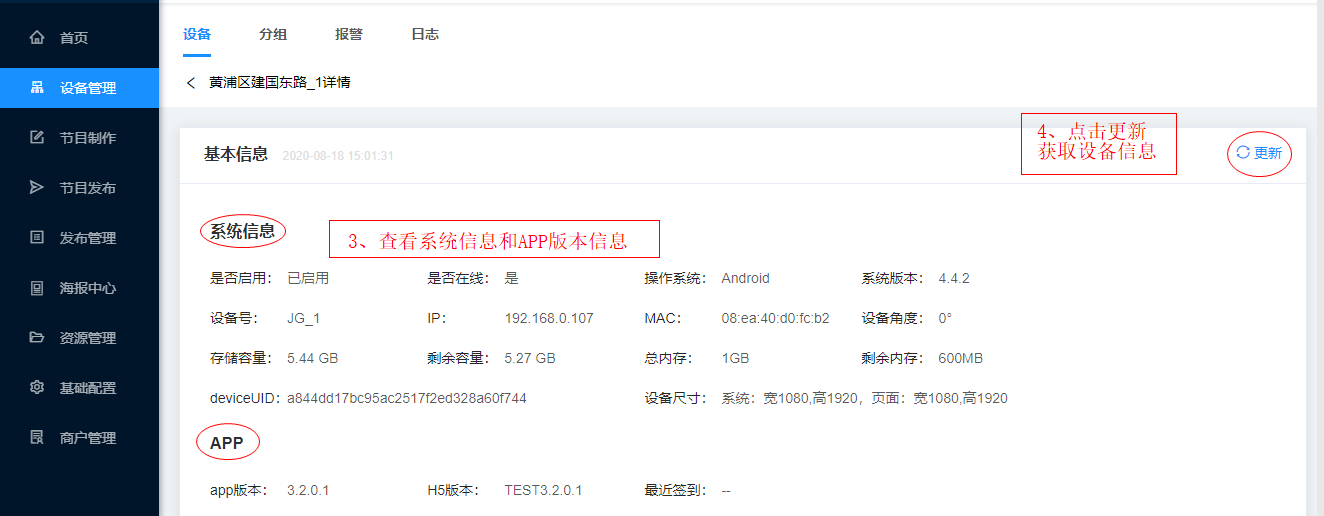 首页
设备管理
节目制作
节目发布
发布管理
海报中心
资源管理
基础配置
商户管理
设备 分组 报警 日志
黄浦区建国东路_1详情
基本信息 2020-08-18 15:01:31
4、点击更新
获取设备信息
更新
系统信息
3、查看系统信息和APP版本信息
是否启用： 已启用 是否在线： 是 操作系统： Android 系统版本： 4.4.2
设备号： JG_1 IP： 192.168.0.107 MAC： 08:ea:40:d0:fc:b2 设备角度： 0°
存储容量： 5.44 GB 剩余容量： 5.27 GB 总内存： 1GB 剩余内存： 600MB
deviceUID： a844dd17bc95ac2517f2ed328a60f744 设备尺寸： 系统：宽1080,高1920，页面：宽1080,高1920
APP
app版本： 3.2.0.1 H5版本： TEST3.2.0.1 最近签到： --